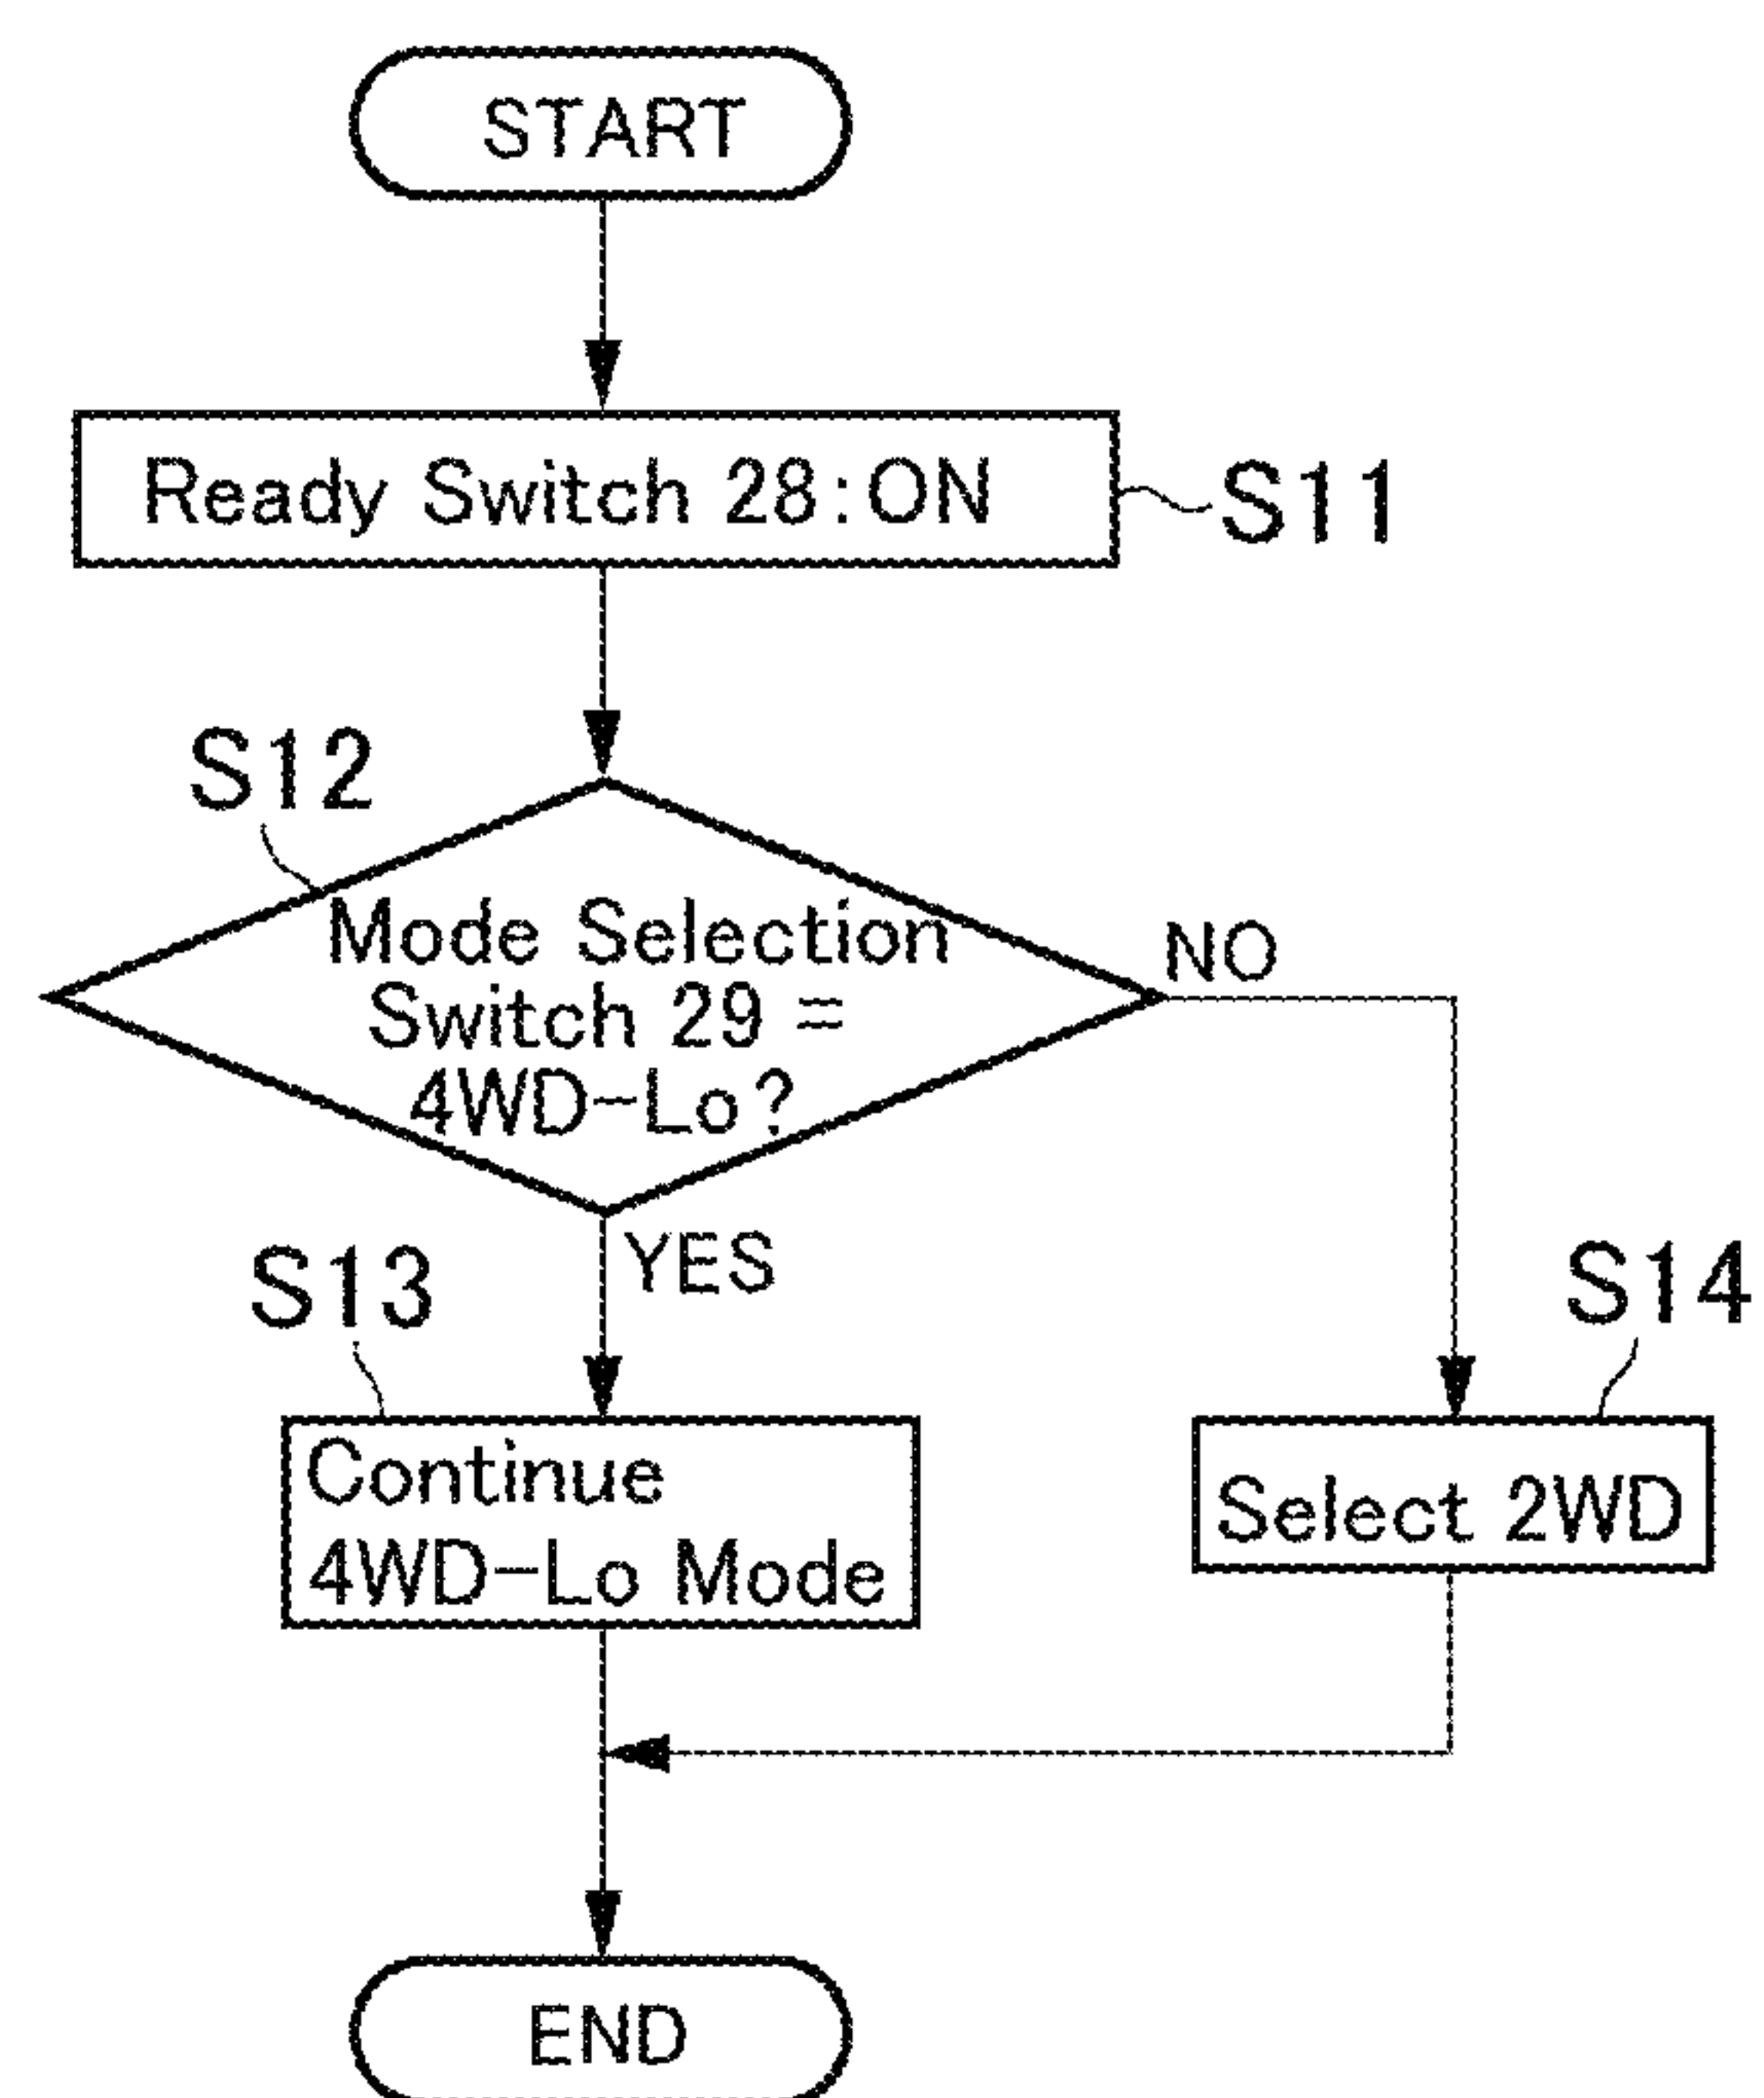 START
Ready Switch 28:ON
S11
S12
Mode Selection
Switch 29 =
4WD-Lo?
NO
YES
S13
S14
Continue
4WD-Lo Mode
Select 2WD
END